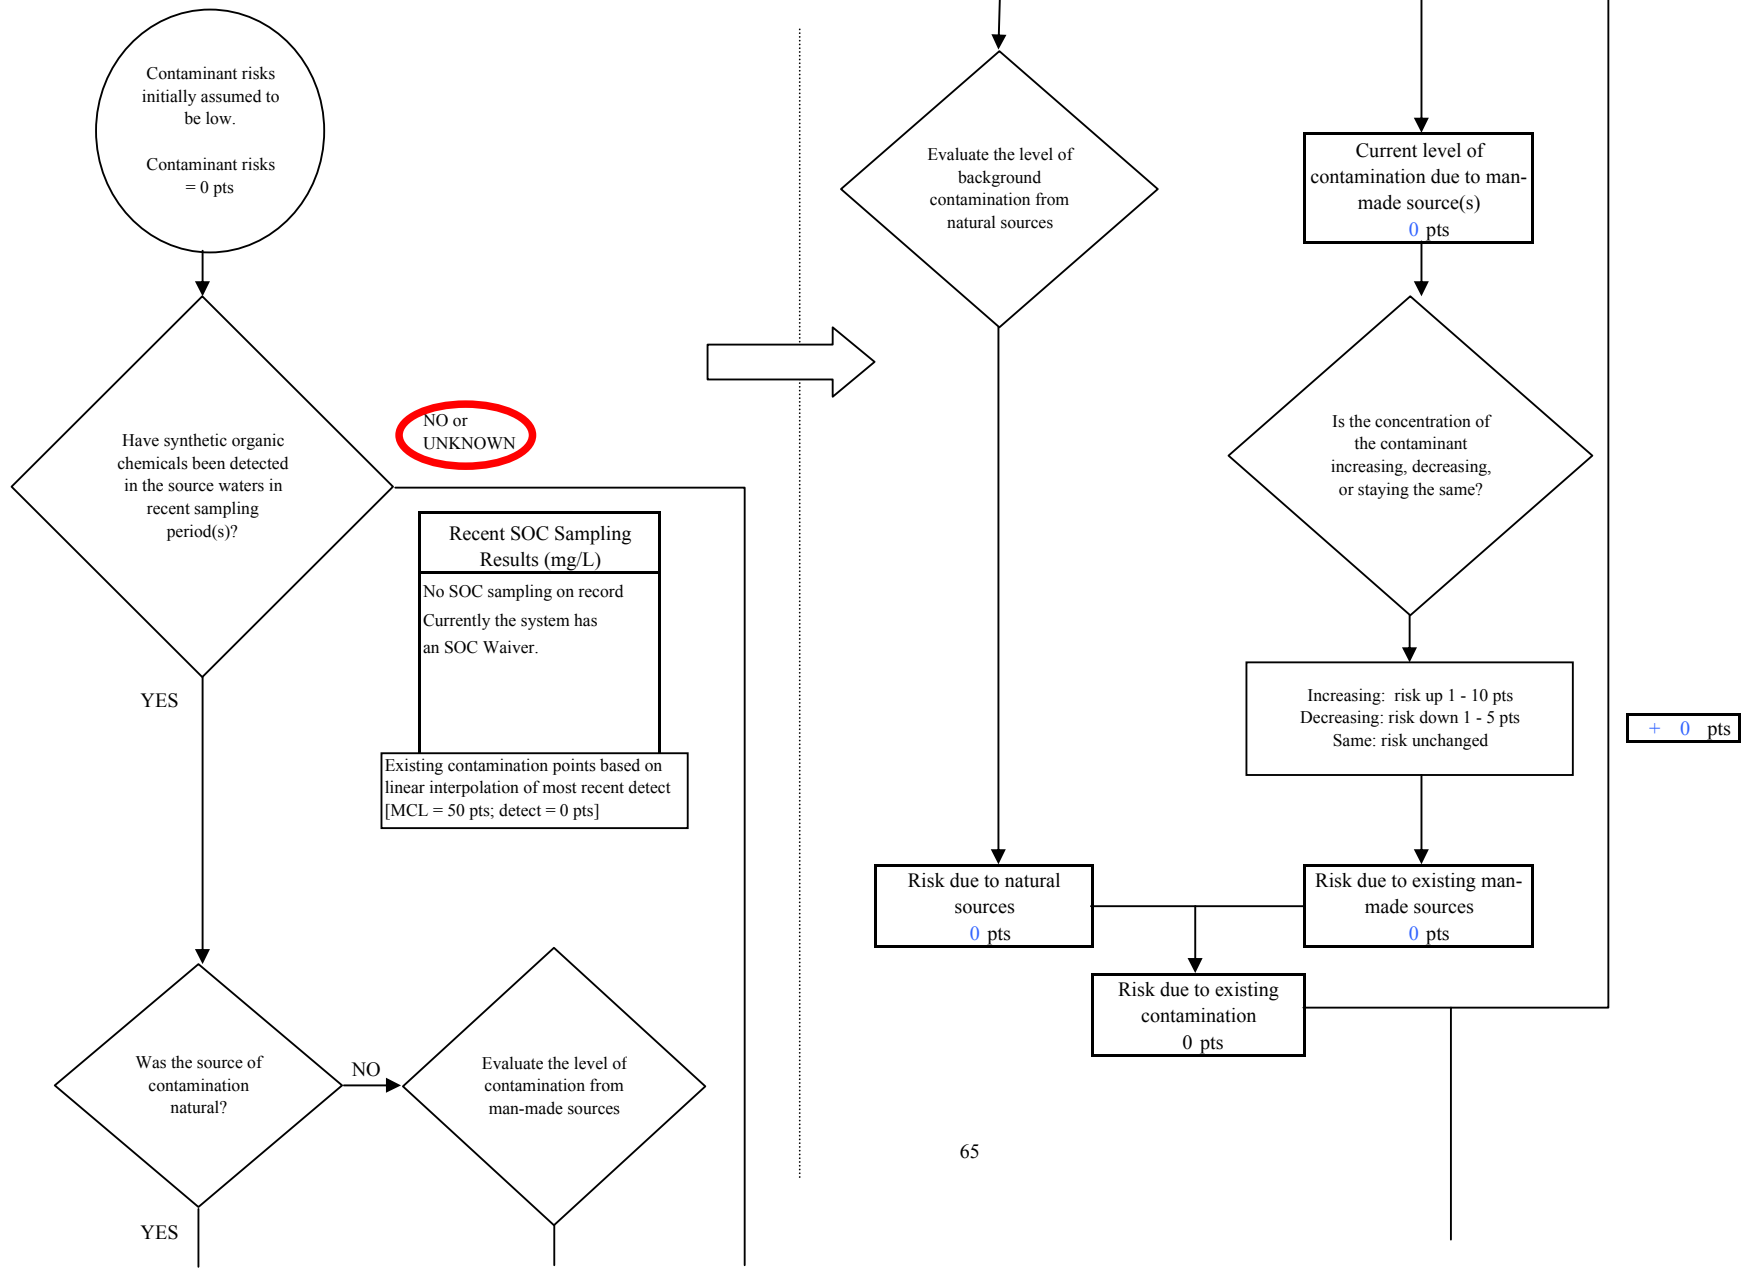 Contaminant risks
initially assumed to
be low.
Contaminant risks
= 0 pts
Have synthetic organic
chemicals been detected
in the source waters in
recent sampling
period(s)?
NO or
UNKNOWN
Recent SOC Sampling
Results (mg/L)
No SOC sampling on record
Currently the system has
an SOC Waiver.
Existing contamination points based on
linear interpolation of most recent detect
[MCL = 50 pts; detect = 0 pts]
YES
Was the source of
contamination
natural?
NO
Evaluate the level of
contamination from
man-made sources
YES
Evaluate the level of
background
contamination from
natural sources
Current level of
contamination due to man-
made source(s)
0 pts
Is the concentration of
the contaminant
increasing, decreasing,
or staying the same?
Increasing: risk up 1 - 10 pts
Decreasing: risk down 1 - 5 pts
Same: risk unchanged
+ 0 pts
Risk due to natural
sources
0 pts
Risk due to existing man-
made sources
0 pts
Risk due to existing
contamination
0 pts
65